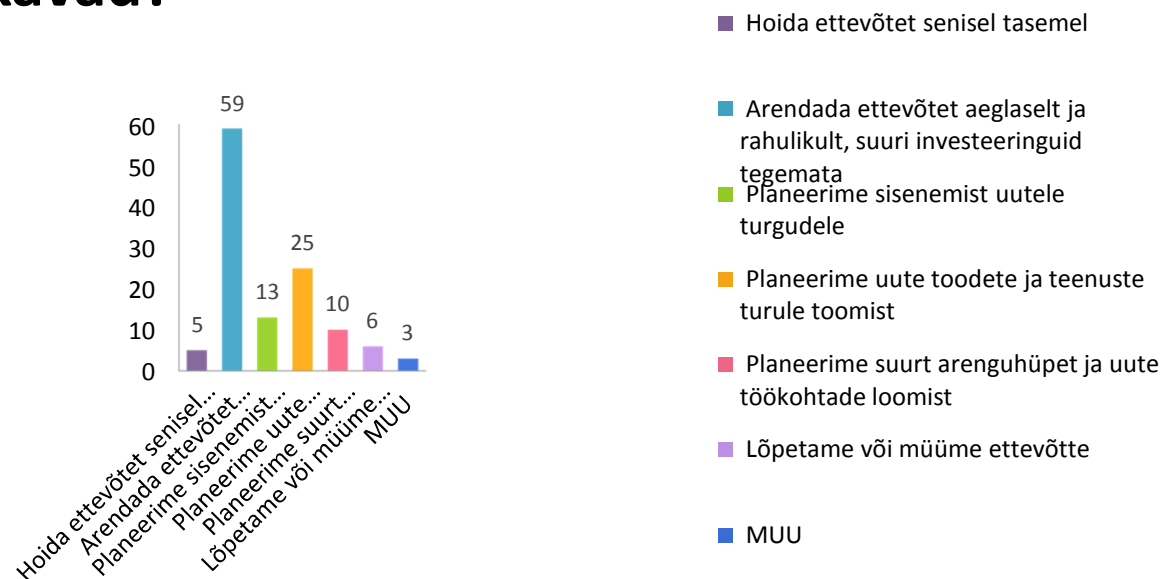 60
50
40
30
20
10
0
5
59
13
25
10
6
3
Hoida ettevõtet senisel...
Arendada ettevõtet...
Planeerime sisenemist...
Planeerime uute...
Planeerime suurt...
Lõpetame või müüme...
MUU
Hoida ettevõtet senisel tasemel
Arendada ettevõtet aeglaselt ja
rahulikult, suuri investeeringuid
tegemata
Planeerime sisenemist uutele
turgudele
Planeerime uute toodete ja teenuste
turule toomist
Planeerime suurt arenguhüpet ja uute
töökohtade loomist
Lõpetame või müüme ettevõtte
MUU